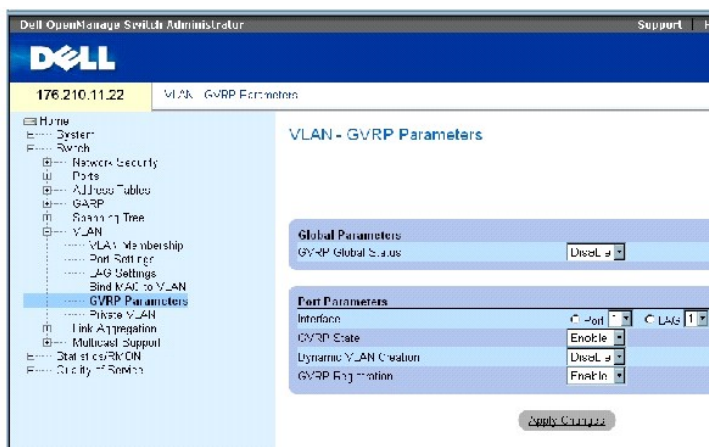 Dell OpenManage Switch Administrator
Support
DELL
176.210.11.22
VLAN - GVRP Parameters
Home
System
Switch
Network Security
Ports
Address Tables
GARP
Spanning Tree
VLAN
VLAN Membership
Port Settings
LAG Settings
Bind MAC to VLAN
GVRP Parameters
Private VLAN
Link Aggregation
Multicast Support
Statistics/RMON
Quality of Service
VLAN - GVRP Parameters
Global Parameters
GVRP Global Status Disable
Port Parameters
Interface Port 1 LAG 1
GVRP State Enable
Dynamic VLAN Creation Disable
GVRP Registration Enable
Apply Changes